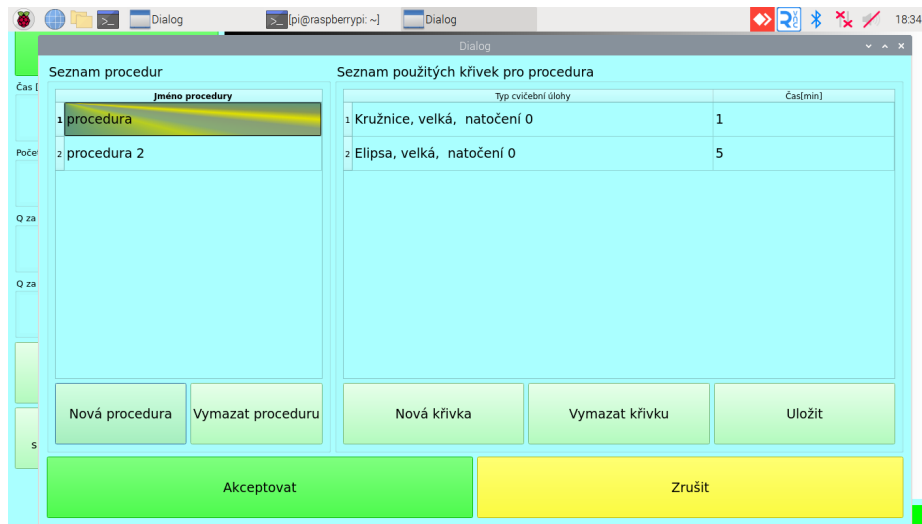 Dialog
[pi@raspberrypi: ~]
Dialog
18:34
Dialog
Čas [
Počet
Q za
Q za
s
Seznam procedur
Jméno procedury
1 procedura
2 procedura 2
Nová procedura
Vymazat proceduru
Seznam použitých křivek pro procedura
Typ cvičební úlohy Čas[min]
1 Kružnice, velká, natočení 0 1
2 Elipsa, velká, natočení 0 5
Nová křivka
Vymazat křivku
Uložit
Akceptovat
Zrušit